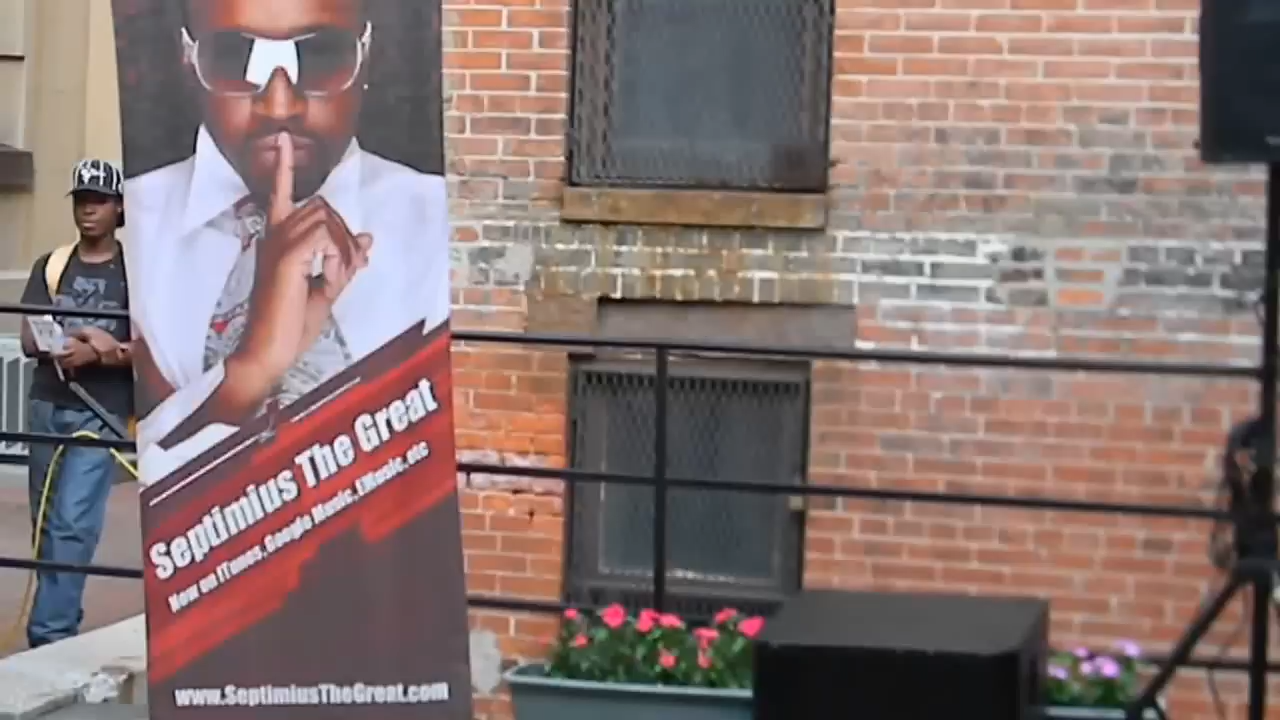 Septimius The Great
Now on iTunes,Google Music,EMusic,etc
www.SeptimiusTheGreat.com